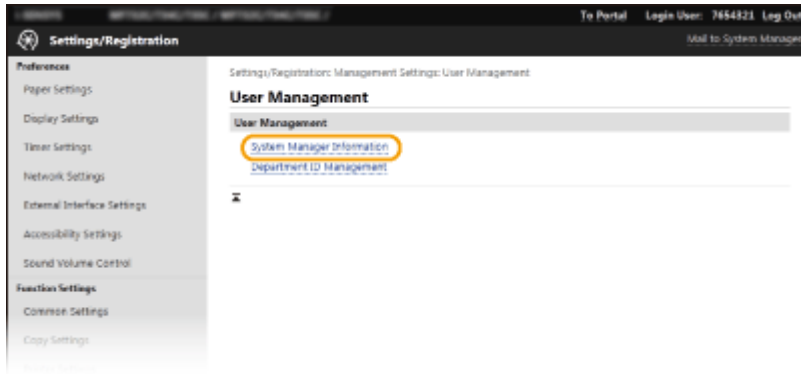 To Portal Login User: 7654321 Log Out
Settings/Registration
Mail to System Manager
Preferences
Paper Settings
Display Settings
Timer Settings
Network Settings
External Interface Settings
Accessibility Settings
Sound Volume Control
Function Settings
Common Settings
Copy Settings
Settings/Registration: Management Settings: User Management
User Management
User Management
System Manager Information
Department ID Management